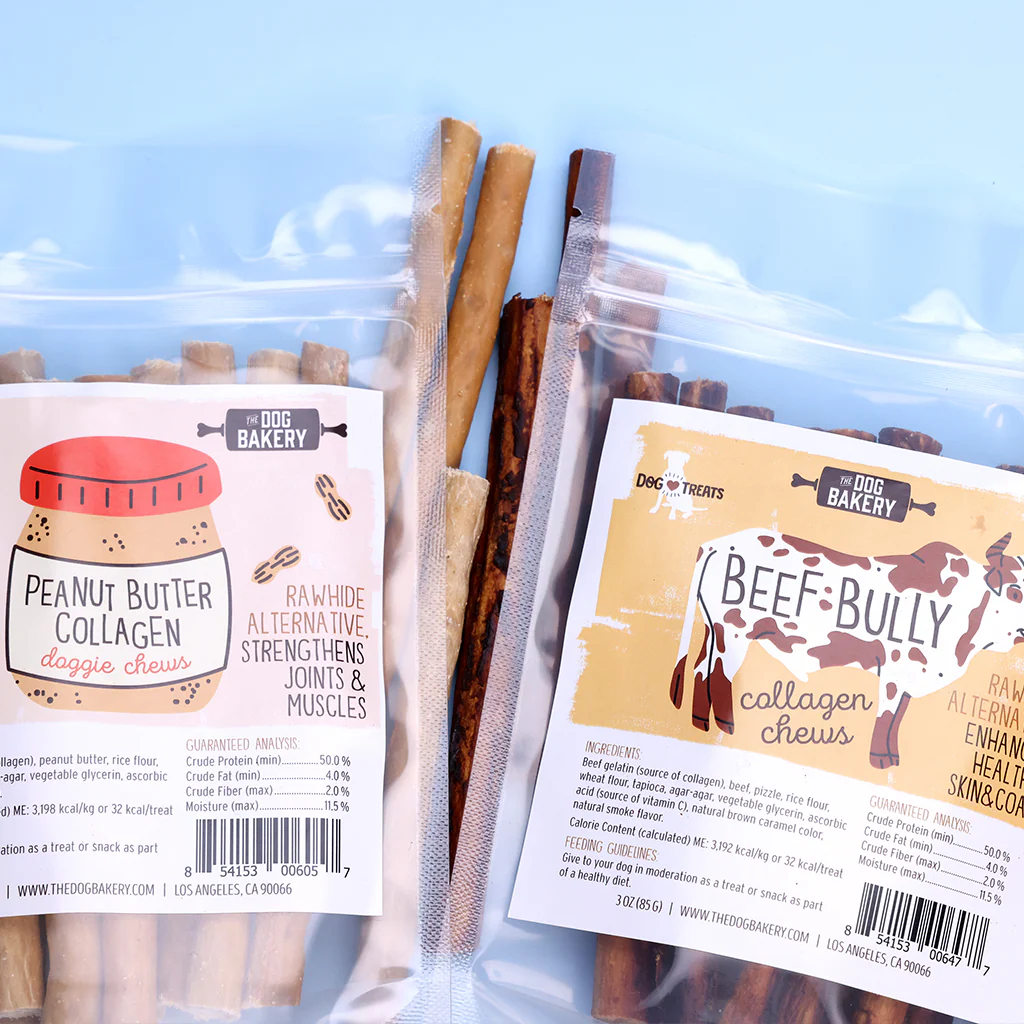 THE DOG
BAKERY
PEANUT BUTTER
COLLAGEN
doggie chews
RAWHIDE
ALTERNATIVE,
STRENGTHENS
JOINTS &
MUSCLES
peanut butter, rice flour,
-agar, vegetable glycerin, ascorbic
ME: 3,198 kcal/kg or 32 kcal/treat
as a treat or snack as part
GUARANTEED ANALYSIS:
Crude Protein (min)..............50.0 %
Crude Fat (min)....................4.0 %
Crude Fiber (max)................2.0 %
Moisture (max)....................11.5 %
8 54153 00605 7
| WWW.THEDOGBAKERY.COM | LOS ANGELES, CA 90066
DOG TREATS
THE DOG
BAKERY
BEEF BULLY
collagen
chews
ENHANC
HEALT
SKIN&COA
INGREDIENTS:
Beef gelatin (source of collagen), beef, pizzle, rice flour,
wheat flour, tapioca, agar-agar, vegetable glycerin, ascorbic
acid (source of vitamin C), natural brown caramel color,
natural smoke flavor.
Calorie Content (calculated) ME: 3,192 kcal/kg or 32 kcal/treat
FEEDING GUIDELINES:
Give to your dog in moderation as a treat or snack as part
of a healthy diet.
GUARANTEED ANALYSIS:
Crude Protein (min)..............50.0 %
Crude Fat (min)....................4.0 %
Crude Fiber (max)................2.0 %
Moisture (max)....................11.5 %
8 54153 00647 7
3 OZ (85 G) | WWW.THEDOGBAKERY.COM | LOS ANGELES, CA 90066